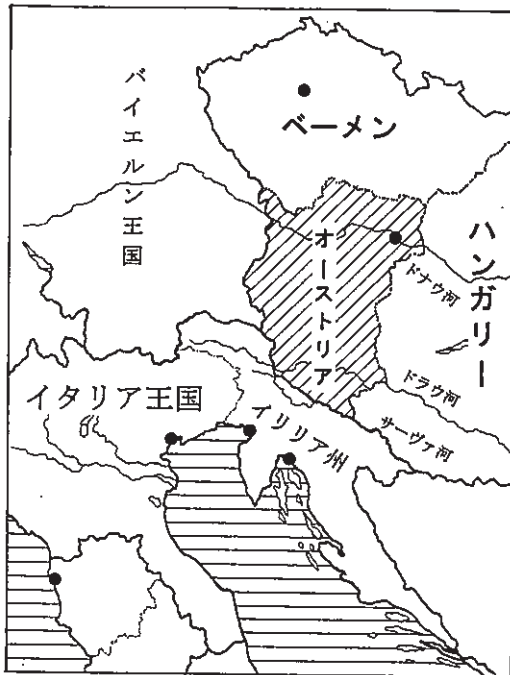 バイエルン王国
ベーメン
オーストリア
ハンガリー
ドナウ河
ドラウ河
サーヴァ河
イタリア王国
イリリア州